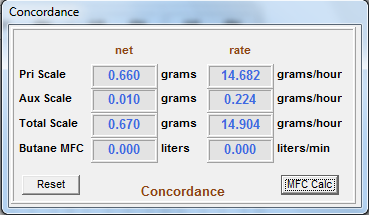 Concordance
net rate
Pri Scale 0.660 grams 14.682 grams/hour
Aux Scale 0.010 grams 0.224 grams/hour
Total Scale 0.670 grams 14.904 grams/hour
Butane MFC 0.000 liters 0.000 liters/min
Reset Concordance MFC Calc